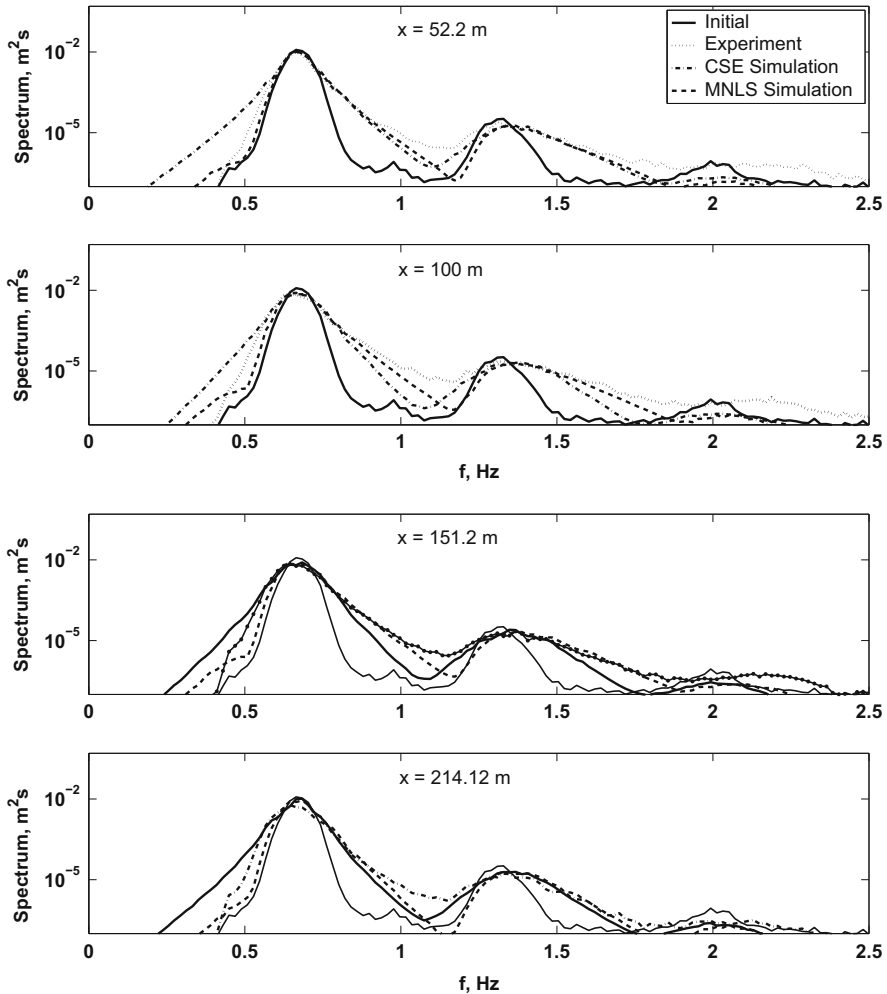 x = 52.2 m
Initial
Experiment
CSE Simulation
MNLS Simulation
Spectrum, m²s
10⁻²
10⁻⁵
0 0.5 1 1.5 2 2.5
x = 100 m
Spectrum, m²s
10⁻²
10⁻⁵
0 0.5 1 1.5 2 2.5
f, Hz
x = 151.2 m
Spectrum, m²s
10⁻²
10⁻⁵
0 0.5 1 1.5 2 2.5
x = 214.12 m
Spectrum, m²s
10⁻²
10⁻⁵
0 0.5 1 1.5 2 2.5
f, Hz